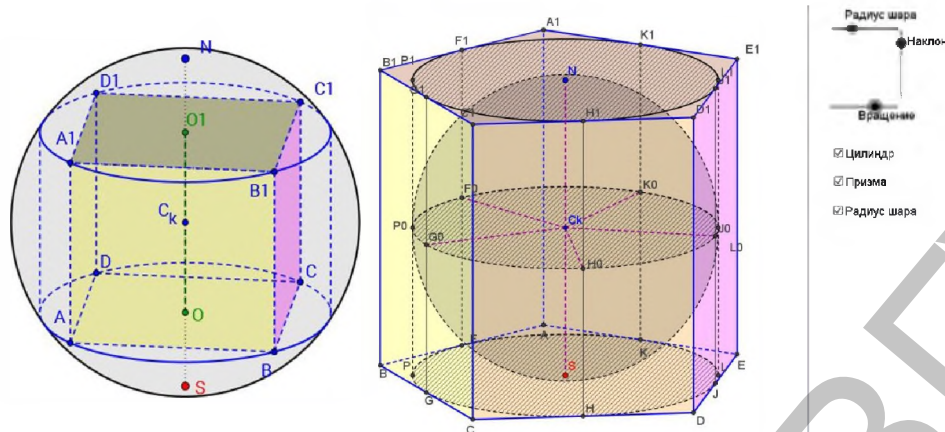 N
D1
C1
O1
A1
B1
Ck
D
C
O
A
B
S
A1
F1
K1
E1
B1
P1
N
D1
H1
F0
K0
P0
Ck
G0
L0
H0
A
K
B
P
S
E
G
J
C
H
D
Радиус шара
Наклон
Вращение
☑ Цилиндр
☑ Призма
☑ Радиус шара